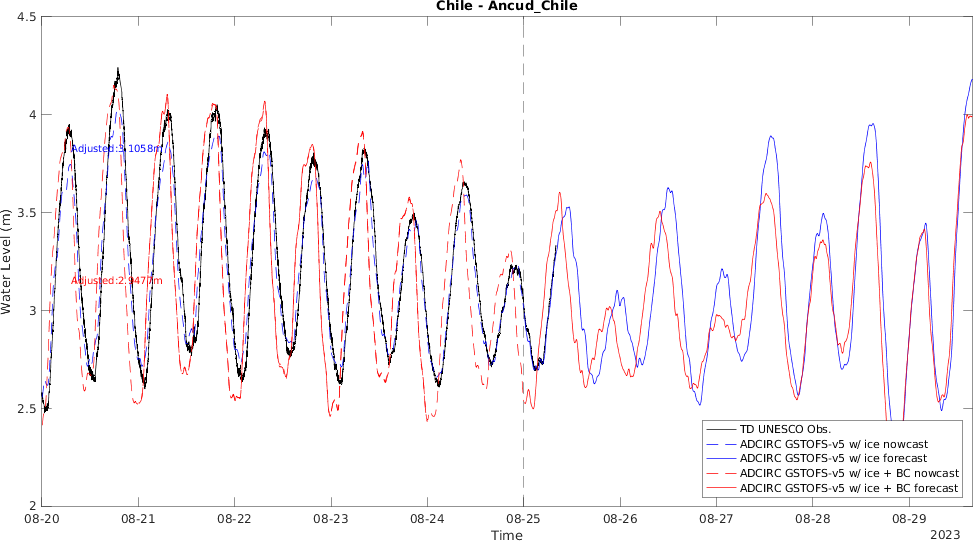 Chile - Ancud_Chile
4.5
4
3.5
3
2.5
2
Water Level (m)
Adjusted:3.1058m
Adjusted:2.9477m
TD UNESCO Obs.
ADCIRC GSTOFS-v5 w/ ice nowcast
ADCIRC GSTOFS-v5 w/ ice forecast
ADCIRC GSTOFS-v5 w/ ice + BC nowcast
ADCIRC GSTOFS-v5 w/ ice + BC forecast
08-20 08-21 08-22 08-23 08-24 08-25 08-26 08-27 08-28 08-29
Time
2023